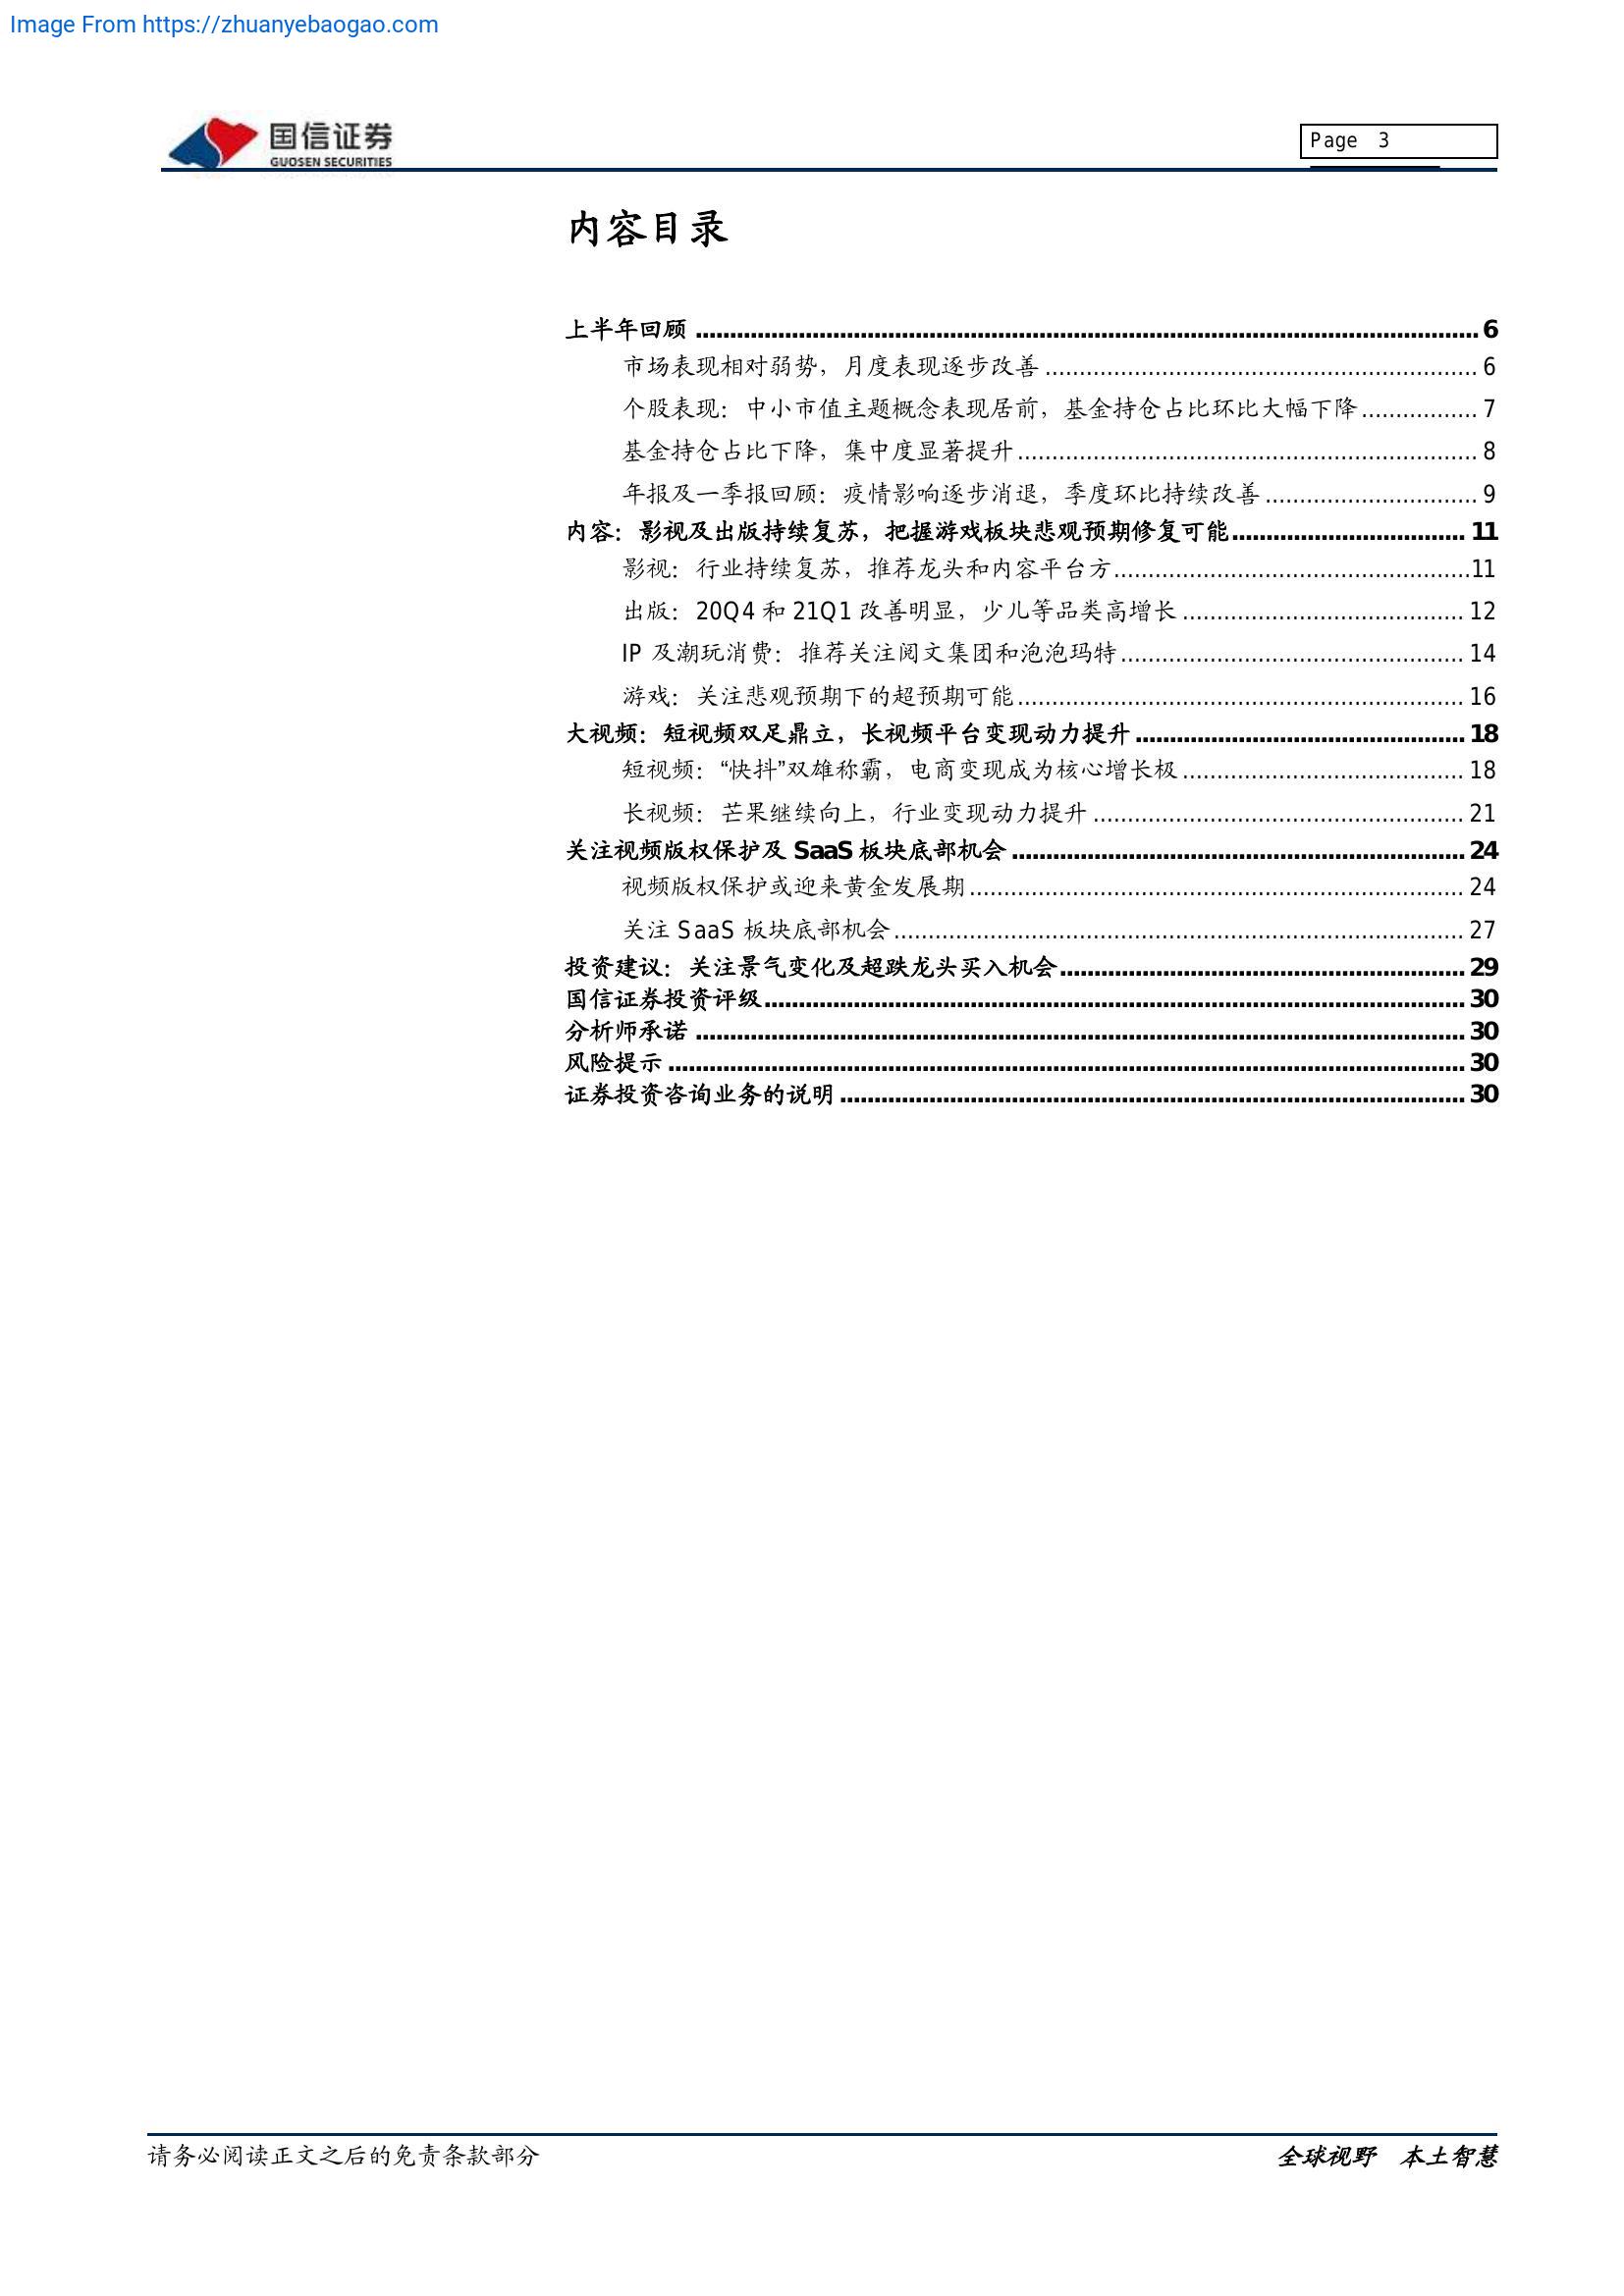 Image From https://zhuanyebaogao.com
国信证券
GUOSEN SECURITIES
Page 3
内容目录
上半年回顾 ........ 6
市场表现相对弱势，月度表现逐步改善 ........ 6
个股表现：中小市值主题概念表现居前，基金持仓占比环比大幅下降 ........ 7
基金持仓占比下降，集中度显著提升 ........ 8
年报及一季报回顾：疫情影响逐步消退，季度环比持续改善 ........ 9
内容：影视及出版持续复苏，把握游戏板块悲观预期修复可能 ........ 11
影视：行业持续复苏，推荐龙头和内容平台方 ........ 11
出版：20Q4 和 21Q1 改善明显，少儿等品类高增长 ........ 12
IP 及潮玩消费：推荐关注阅文集团和泡泡玛特 ........ 14
游戏：关注悲观预期下的超预期可能 ........ 16
大视频：短视频双足鼎立，长视频平台变现动力提升 ........ 18
短视频：“快抖”双雄称霸，电商变现成为核心增长极 ........ 18
长视频：芒果继续向上，行业变现动力提升 ........ 21
关注视频版权保护及 SaaS 板块底部机会 ........ 24
视频版权保护或迎来黄金发展期 ........ 24
关注 SaaS 板块底部机会 ........ 27
投资建议：关注景气变化及超跌龙头买入机会 ........ 29
国信证券投资评级 ........ 30
分析师承诺 ........ 30
风险提示 ........ 30
证券投资咨询业务的说明 ........ 30
请务必阅读正文之后的免责条款部分
全球视野 本土智慧